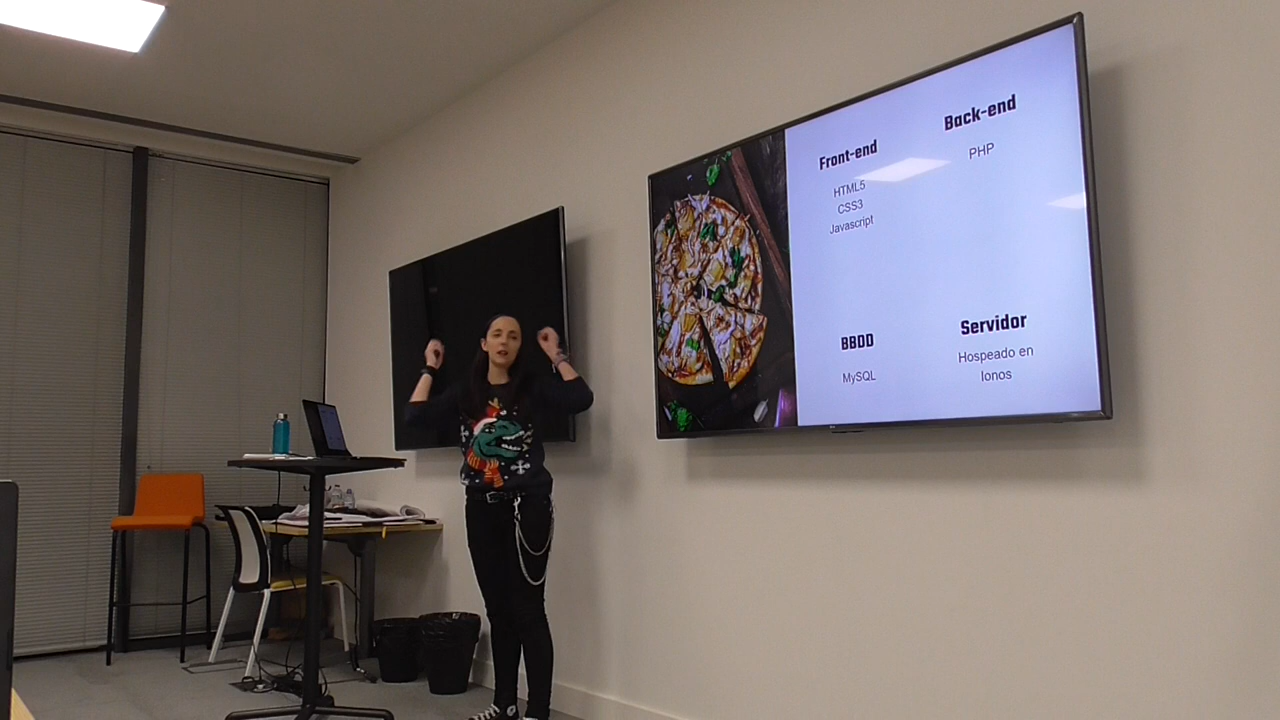 Front-end
HTML5
CSS3
Javascript
Back-end
PHP
BBDD
MySQL
Servidor
Hospeado en
Ionos